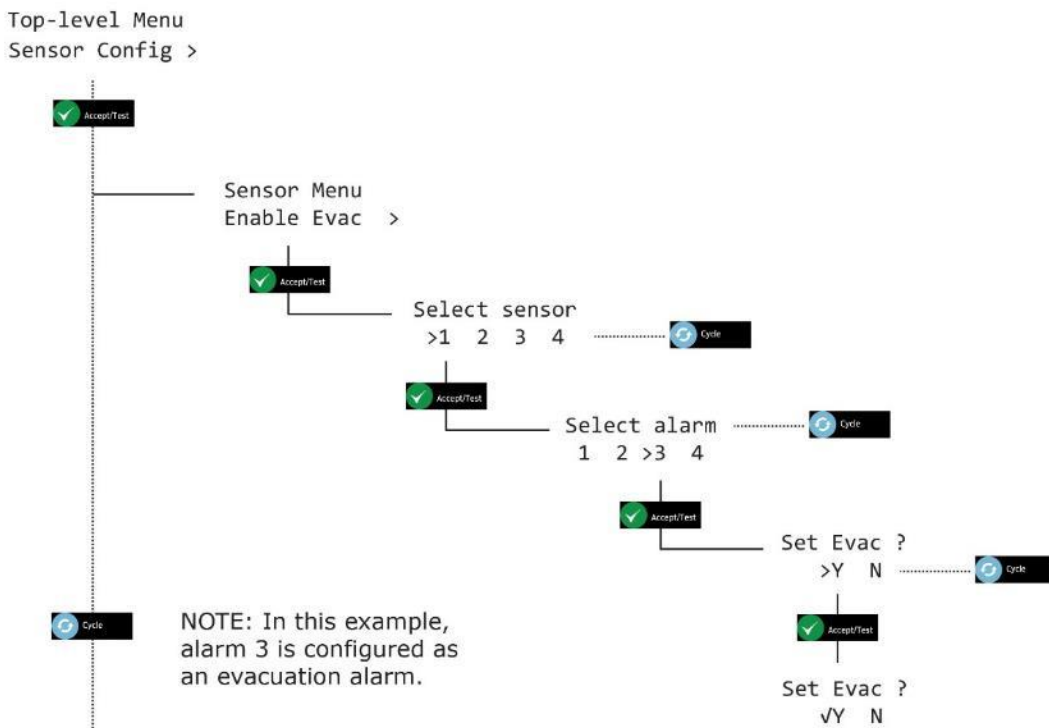 Top-level Menu
Sensor Config >
Accept/Test
Sensor Menu
Enable Evac >
Accept/Test
Select sensor
>1 2 3 4
Cycle
Accept/Test
Select alarm
Cycle
1 2 >3 4
Accept/Test
Set Evac ?
>Y N
Cycle
Cycle
NOTE: In this example,
alarm 3 is configured as
an evacuation alarm.
Accept/Test
Set Evac ?
√Y N